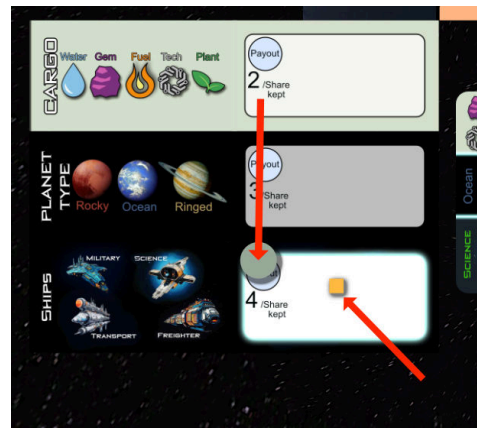 CARGO
Water Gem Fuel Tech Plant
Payout
2 /Share
kept
PLANET
TYPE
Rocky Ocean Ringed
3 /Share
kept
SHIPS
MILITARY SCIENCE
TRANSPORT FREIGHTER
4 /Share
kept
Ocean
SCIENCE